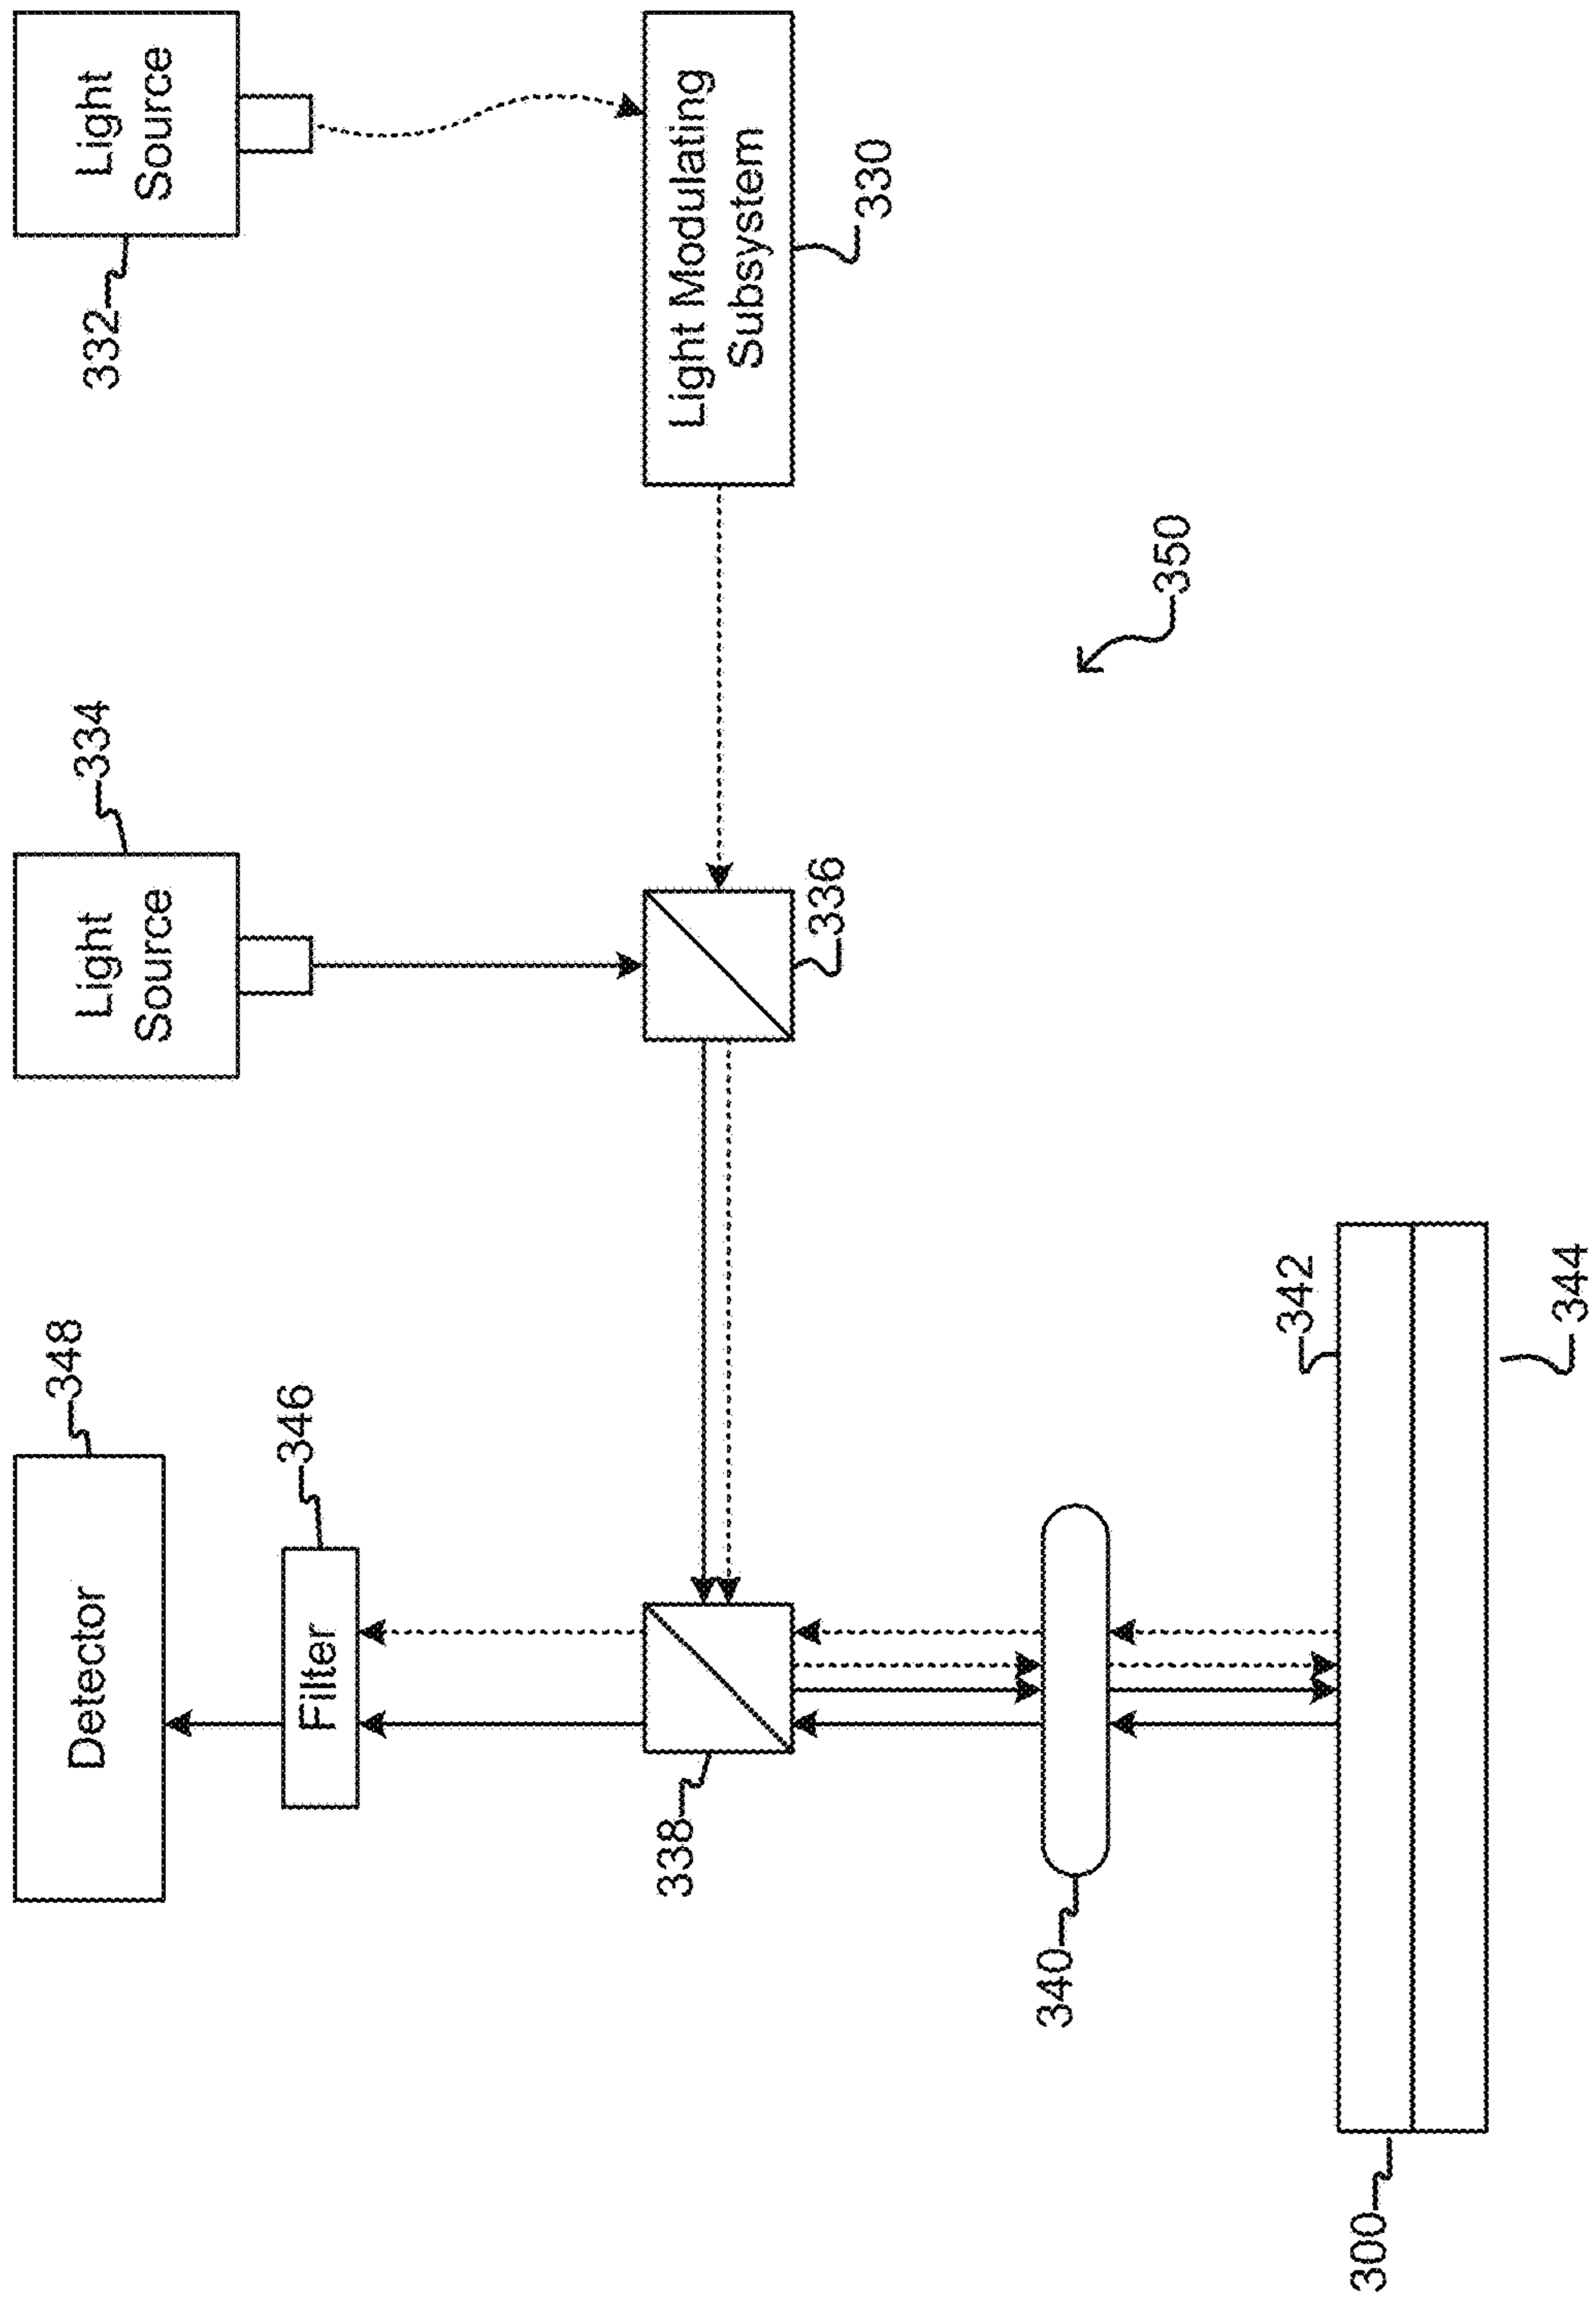 Light
Source
332
Light Modulating
Subsystem
330
334
Light
Source
336
350
348
Detector
346
Filter
338
340
342
344
300